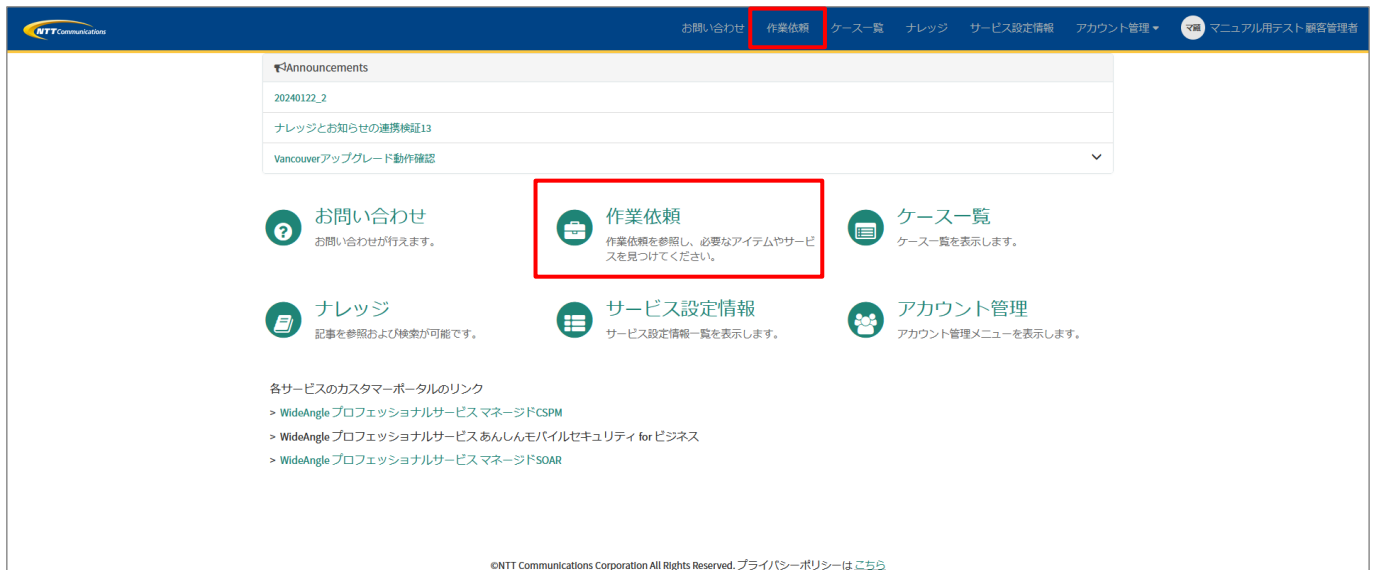 NTT Communications
お問い合わせ 作業依頼 ケース一覧 ナレッジ サービス設定情報 アカウント管理 マニュアル用テスト 顧客管理者
Announcements
20240122_2
ナレッジとお知らせの連携検証13
Vancouverアップグレード動作確認
お問い合わせ
お問い合わせが行えます。
作業依頼
作業依頼を参照し、必要なアイテムやサービ
スを見つけてください。
ケース一覧
ケース一覧を表示します。
ナレッジ
記事を参照および検索が可能です。
サービス設定情報
サービス設定情報一覧を表示します。
アカウント管理
アカウント管理メニューを表示します。
各サービスのカスタマーポータルのリンク
> WideAngle プロフェッショナルサービス マネージドCSPM
> WideAngle プロフェッショナルサービス あんしんモバイルセキュリティ for ビジネス
> WideAngle プロフェッショナルサービス マネージドSOAR
©NTT Communications Corporation All Rights Reserved. プライバシーポリシーは こちら